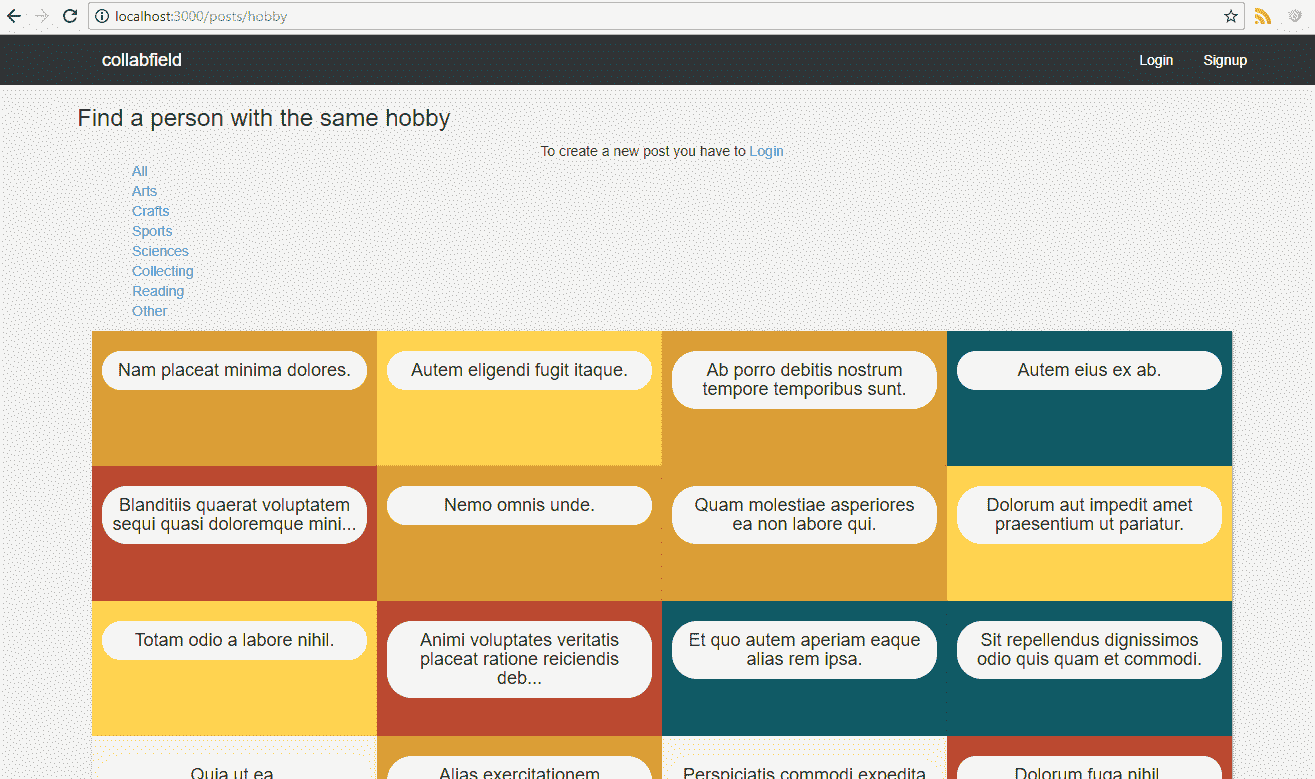 localhost:3000/posts/hobby
collabfield
Login Signup
Find a person with the same hobby
To create a new post you have to Login
All
Arts
Crafts
Sports
Sciences
Collecting
Reading
Other
Nam placeat minima dolores.
Autem eligendi fugit itaque.
Ab porro debitis nostrum
tempore temporibus sunt.
Autem eius ex ab.
Blanditiis quaerat voluptatem
sequi quasi doloremque mini...
Nemo omnis unde.
Quam molestiae asperiores
ea non labore qui.
Dolorum aut impedit amet
praesentium ut pariatur.
Totam odio a labore nihil.
Animi voluptates veritatis
placeat ratione reiciendis
deb...
Et quo autem aperiam eaque
alias rem ipsa.
Sit repellendus dignissimos
odio quis quam et commodi.
Quia ut ea
Alias exercitationem
Perspiciatis commodi expedita
Dolorum fuga nihil